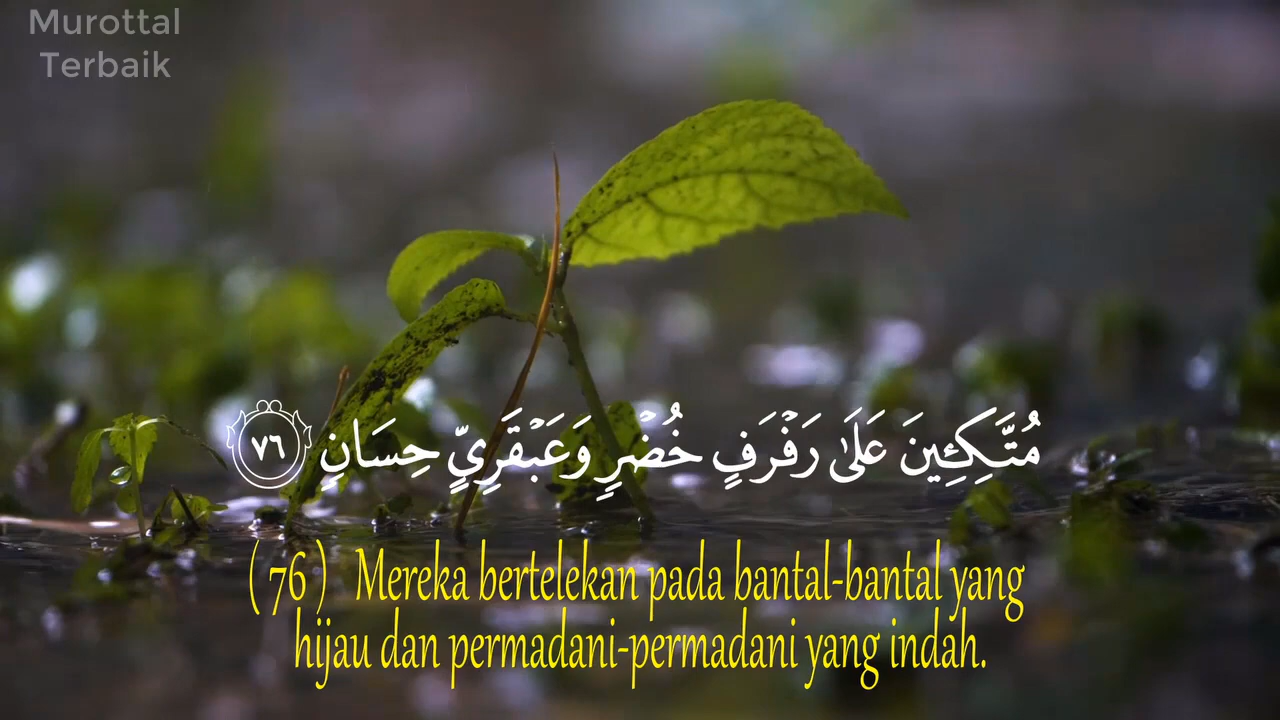 Murottal
Terbaik
مُتَّكِـِٔينَ عَلَىٰ رَفۡرَفٍ خُضۡرٍ وَعَبۡقَرِيٍّ حِسَانٍ ٧٦
( 76 ) Mereka bertelekan pada bantal-bantal yang
hijau dan permadani-permadani yang indah.